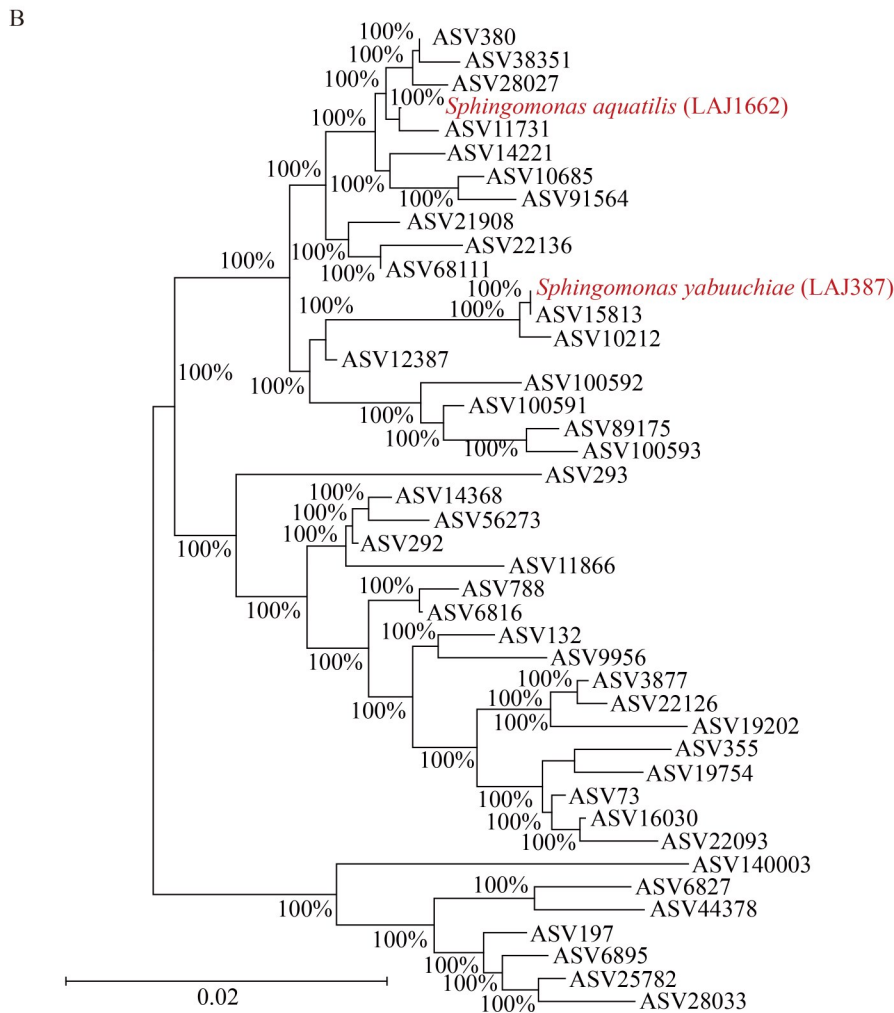 B
100%
ASV380
100%
ASV38351
100%
ASV28027
100%
Sphingomonas aquatilis (LAJ1662)
100%
ASV11731
ASV14221
100%
100%
ASV10685
100%
ASV91564
ASV21908
100%
100%
ASV22136
100%
ASV68111
100%
Sphingomonas yabuuchiae (LAJ387)
100%
100%
ASV15813
ASV10212
ASV12387
100%
100%
ASV100592
100%
ASV100591
100%
ASV89175
100%
ASV100593
ASV293
100%
ASV14368
100%
ASV56273
100%
ASV292
100%
ASV11866
100%
100%
ASV788
ASV6816
100%
ASV132
100%
ASV9956
100%
ASV3877
100%
ASV22126
100%
100%
ASV19202
ASV355
100%
ASV19754
100%
ASV73
100%
ASV16030
100%
ASV22093
ASV140003
100%
ASV6827
100%
ASV44378
100%
ASV197
100%
ASV6895
100%
ASV25782
100%
ASV28033
0.02